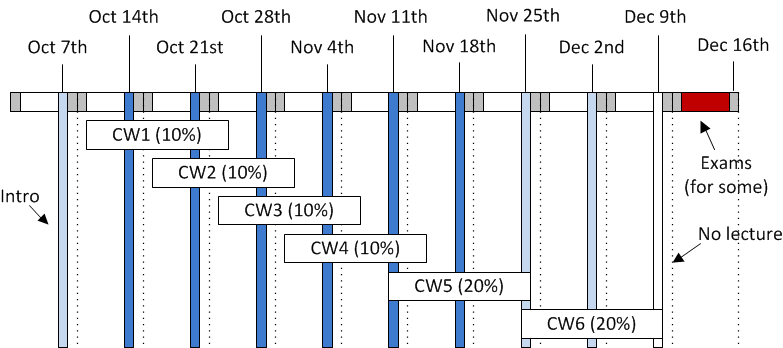 Oct 14th
Oct 28th
Nov 11th
Nov 25th
Dec 9th
Oct 7th
Oct 21st
Nov 4th
Nov 18th
Dec 2nd
Dec 16th
CW1 (10%)
CW2 (10%)
Exams
(for some)
Intro
CW3 (10%)
No lecture
CW4 (10%)
CW5 (20%)
CW6 (20%)